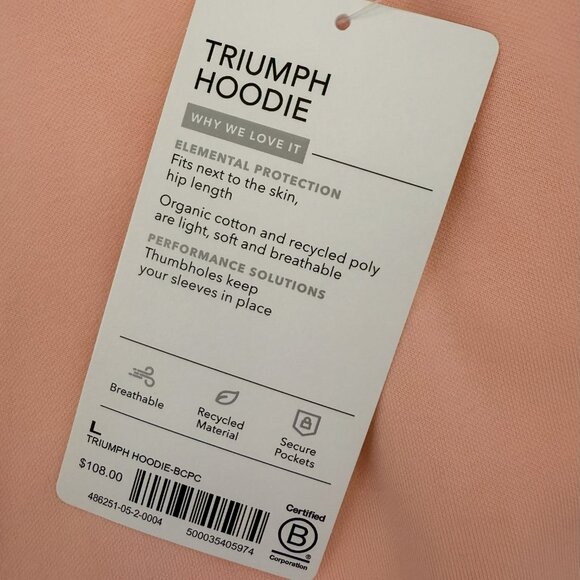 TRIUMPH
HOODIE
WHY WE LOVE IT
ELEMENTAL PROTECTION
Fits next to the skin,
hip length
Organic cotton and recycled poly
are light, soft and breathable
PERFORMANCE SOLUTIONS
Thumbholes keep
your sleeves in place
Breathable
Recycled
Material
Secure
Pockets
L
TRIUMPH HOODIE-BCPC
$108.00
486251-05-2-0004
500035405974
Certified
B
®
Corporation